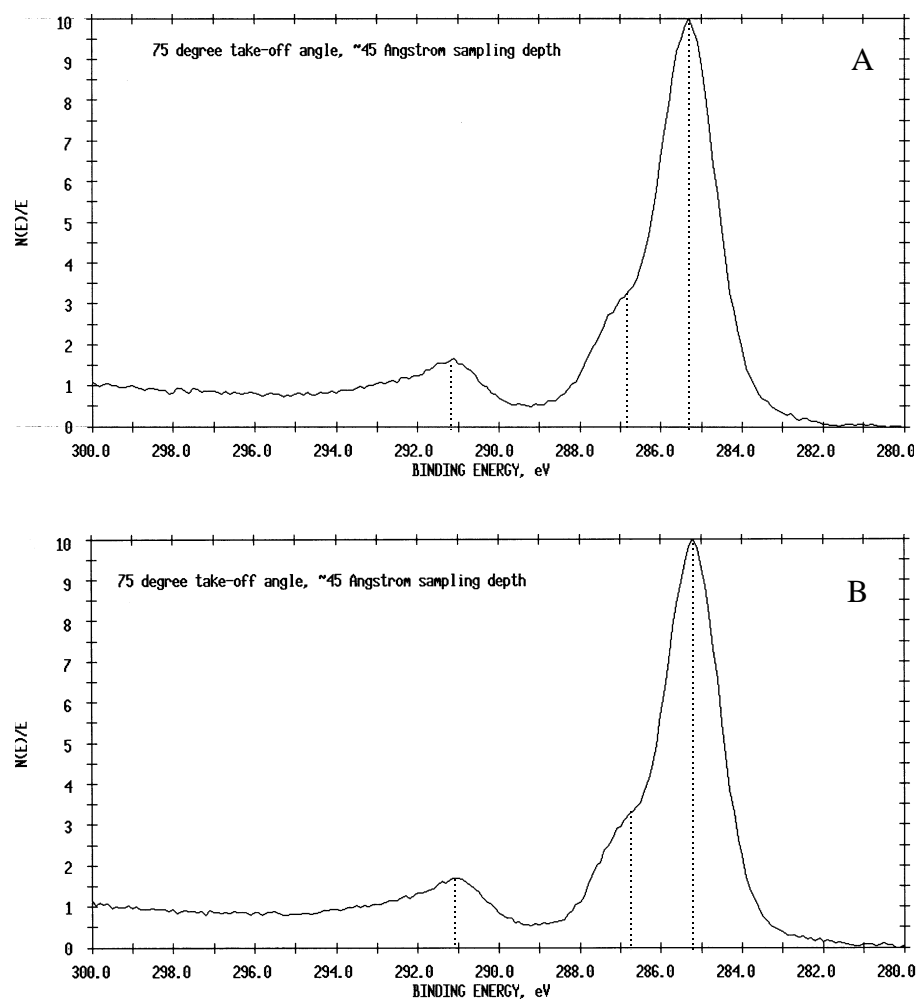 10
75 degree take-off angle, ~45 Angstrom sampling depth
A
9
8
7
6
N(E)/E
5
4
3
2
1
0
300.0 298.0 296.0 294.0 292.0 290.0 288.0 286.0 284.0 282.0 280.0
BINDING ENERGY, eV
10
75 degree take-off angle, ~45 Angstrom sampling depth
B
9
8
7
6
N(E)/E
5
4
3
2
1
0
300.0 298.0 296.0 294.0 292.0 290.0 288.0 286.0 284.0 282.0 280.0
BINDING ENERGY, eV